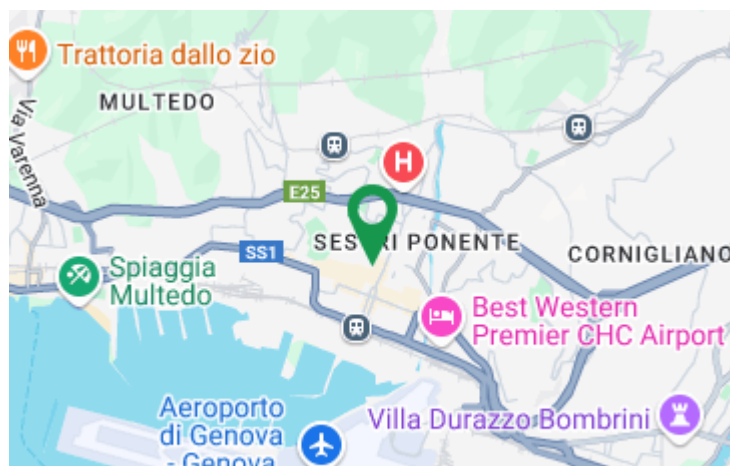 Trattoria dallo zio
MULTEDO
Via Varenna
H
E25
SESTRI PONENTE
SS1
CORNIGLIANO
Spiaggia
Multedo
Best Western
Premier CHC Airport
Aeroporto
di Genova
- Genova
Villa Durazzo Bombrini